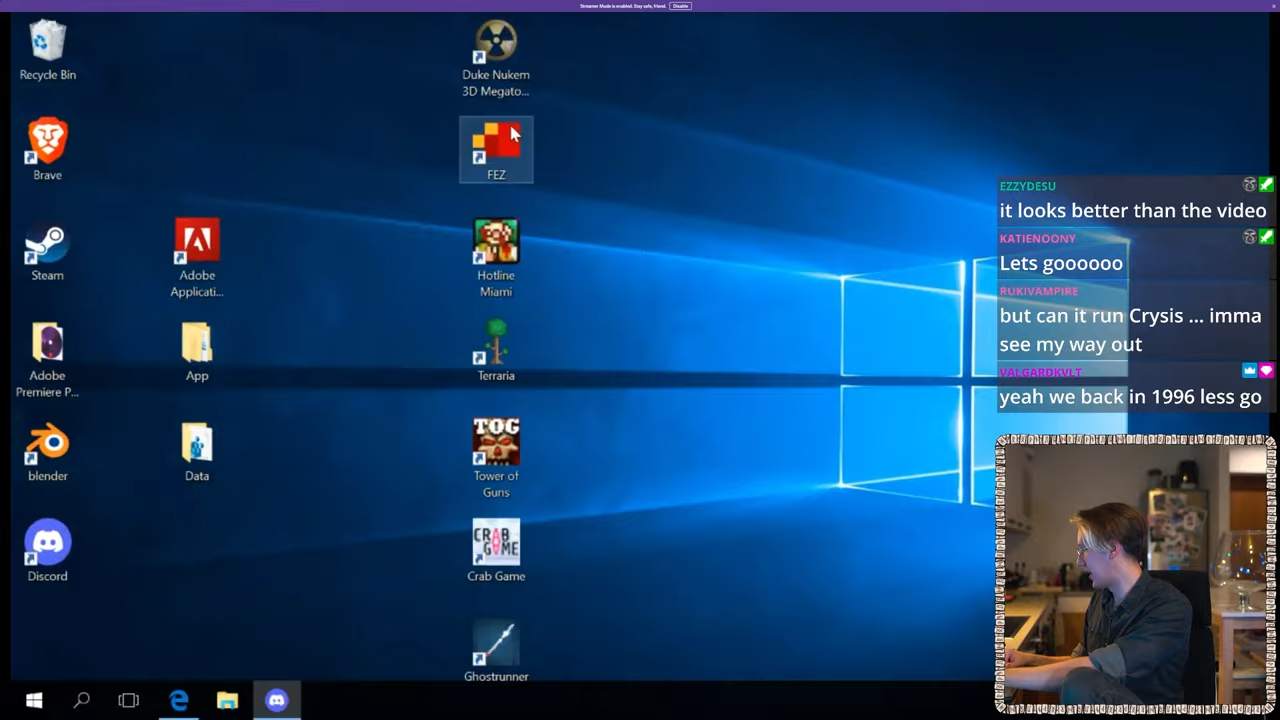 Streamer Mode is enabled. Stay safe, friend.
Disable
Recycle Bin
Brave
Steam
Adobe
Premiere P...
blender
Discord
Adobe
Applicati...
App
Data
Duke Nukem
3D Megato...
FEZ
Hotline
Miami
Terraria
TOG
Tower of
Guns
CRAB
GAME
Crab Game
Ghostrunner
EZZYDESU
it looks better than the video
KATIENOONY
Lets goooooo
RUKIVAMPIRE
but can it run Crysis ... imma
see my way out
VALGARDKVLT
yeah we back in 1996 less go